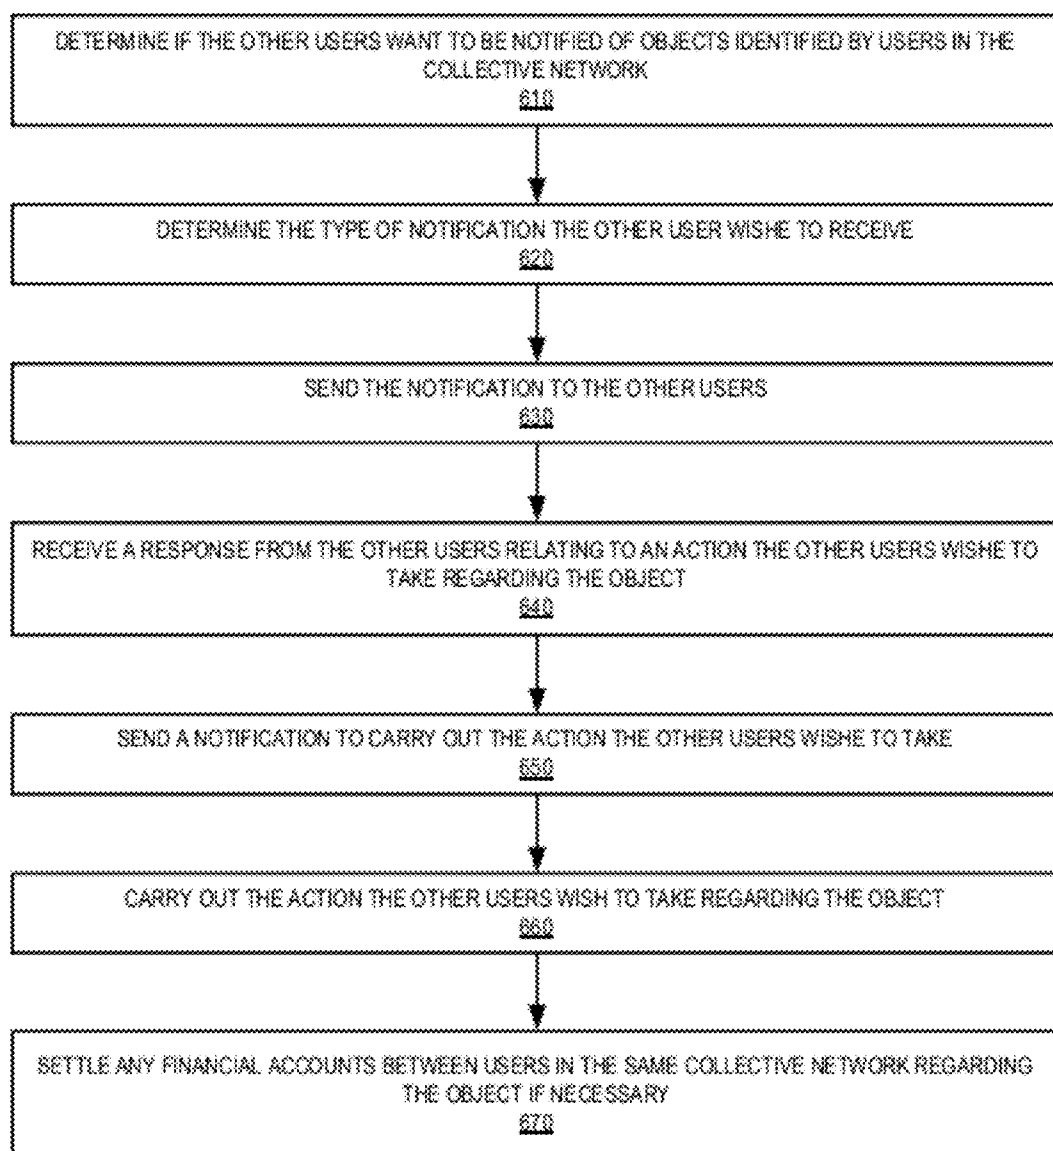 DETERMINE IF THE OTHER USERS WANT TO BE NOTIFIED OF OBJECTS IDENTIFIED BY USERS IN THE
COLLECTIVE NETWORK
610
DETERMINE THE TYPE OF NOTIFICATION THE OTHER USER WISHE TO RECEIVE
620
SEND THE NOTIFICATION TO THE OTHER USERS
630
RECEIVE A RESPONSE FROM THE OTHER USERS RELATING TO AN ACTION THE OTHER USERS WISHE TO
TAKE REGARDING THE OBJECT
640
SEND A NOTIFICATION TO CARRY OUT THE ACTION THE OTHER USERS WISHE TO TAKE
650
CARRY OUT THE ACTION THE OTHER USERS WISH TO TAKE REGARDING THE OBJECT
660
SETTLE ANY FINANCIAL ACCOUNTS BETWEEN USERS IN THE SAME COLLECTIVE NETWORK REGARDING
THE OBJECT IF NECESSARY
670